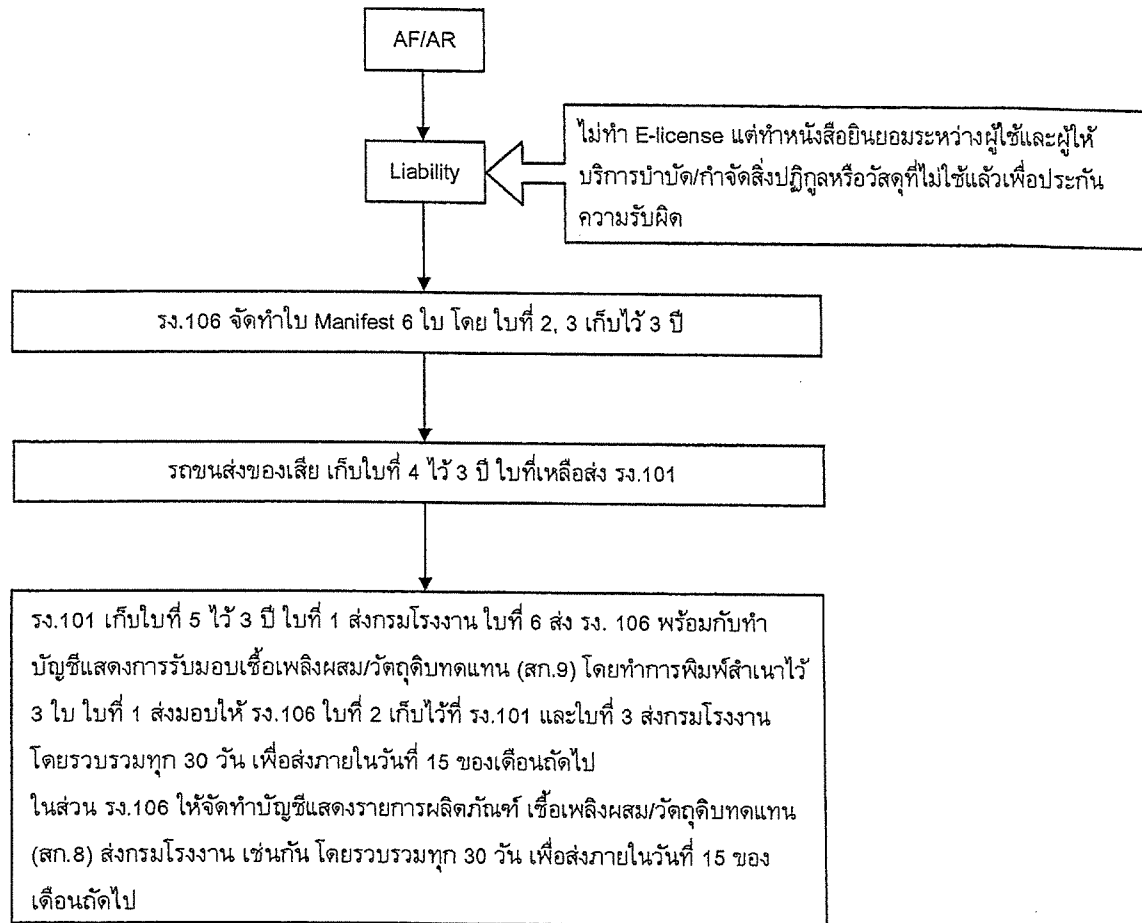 AF/AR
Liability
ไม่ทำ E-license แต่ทำหนังสือยินยอมระหว่างผู้ใช้และผู้ให้
บริการบำบัด/กำจัดสิ่งปฏิกูลหรือวัสดุที่ไม่ใช้แล้วเพื่อประกัน
ความรับผิด
รง.106 จัดทำใบ Manifest 6 ใบ โดย ใบที่ 2, 3 เก็บไว้ 3 ปี
รถขนส่งของเสีย เก็บใบที่ 4 ไว้ 3 ปี ใบที่เหลือส่ง รง.101
รง.101 เก็บใบที่ 5 ไว้ 3 ปี ใบที่ 1 ส่งกรมโรงงาน ใบที่ 6 ส่ง รง. 106 พร้อมกับทำ
บัญชีแสดงการรับมอบเชื้อเพลิงผสม/วัตถุดิบทดแทน (สก.9) โดยทำการพิมพ์สำเนาไว้
3 ใบ ใบที่ 1 ส่งมอบให้ รง.106 ใบที่ 2 เก็บไว้ที่ รง.101 และใบที่ 3 ส่งกรมโรงงาน
โดยรวบรวมทุก 30 วัน เพื่อส่งภายในวันที่ 15 ของเดือนถัดไป
ในส่วน รง.106 ให้จัดทำบัญชีแสดงรายการผลิตภัณฑ์ เชื้อเพลิงผสม/วัตถุดิบทดแทน
(สก.8) ส่งกรมโรงงาน เช่นกัน โดยรวบรวมทุก 30 วัน เพื่อส่งภายในวันที่ 15 ของ
เดือนถัดไป